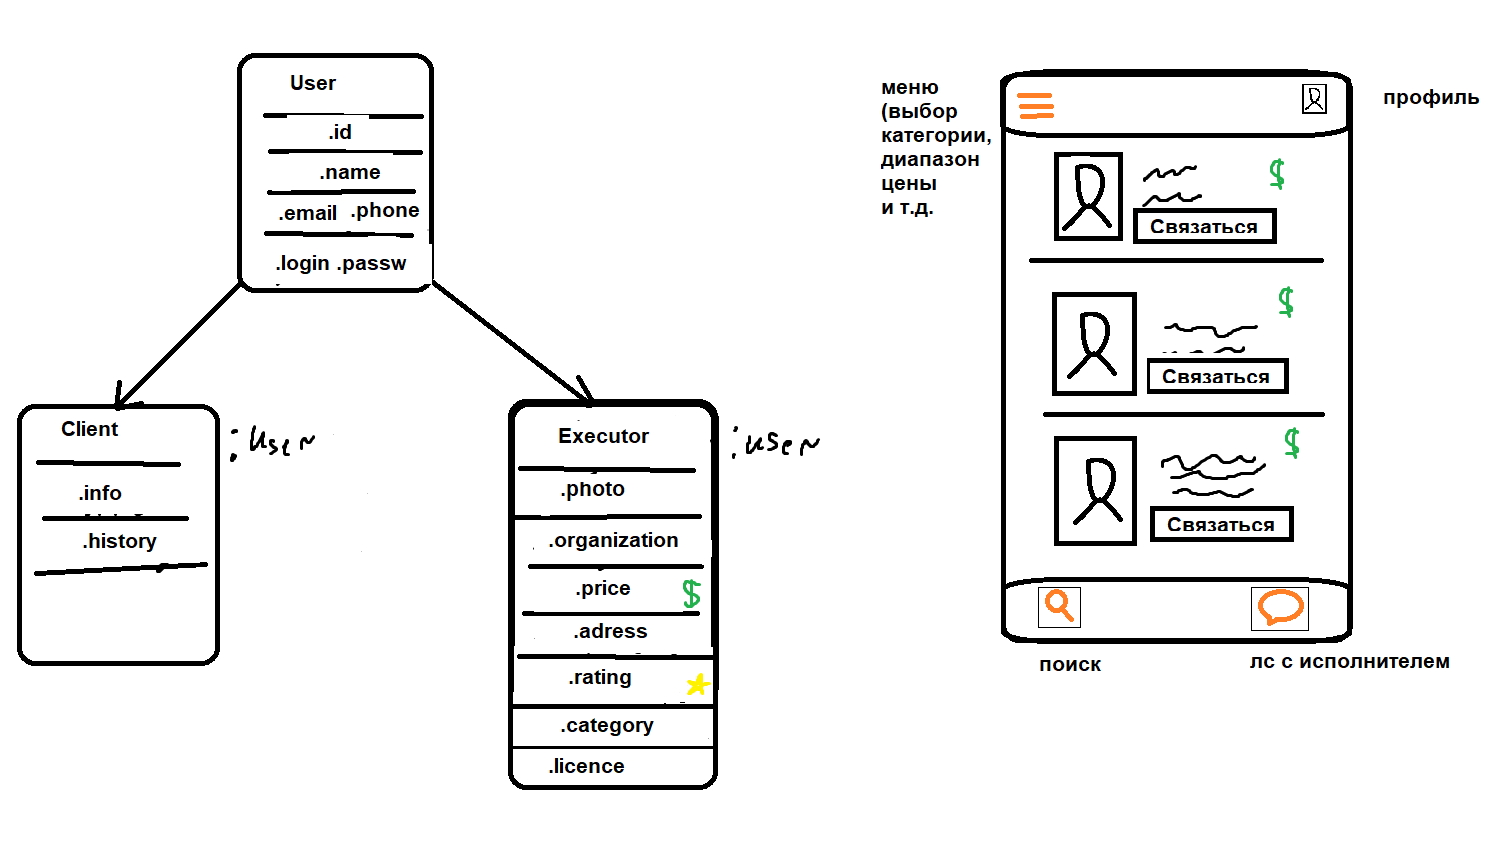 User
.id
.name
.email .phone
.login .passw
Client
.info
.history
:user
Executor
.photo
.organization
.price $
.adress
.rating
.category
.licence
:user
меню
(выбор
категории,
диапазон
цены
и т.д.
профиль
$
Связаться
$
Связаться
$
Связаться
поиск
лс с исполнителем